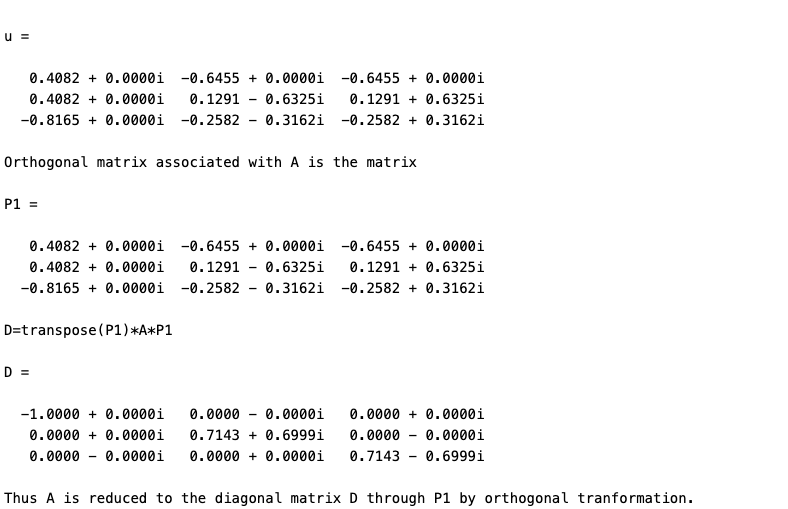 u =
0.4082 + 0.0000i -0.6455 + 0.0000i -0.6455 + 0.0000i
0.4082 + 0.0000i 0.1291 - 0.6325i 0.1291 + 0.6325i
-0.8165 + 0.0000i -0.2582 - 0.3162i -0.2582 + 0.3162i
Orthogonal matrix associated with A is the matrix
P1 =
0.4082 + 0.0000i -0.6455 + 0.0000i -0.6455 + 0.0000i
0.4082 + 0.0000i 0.1291 - 0.6325i 0.1291 + 0.6325i
-0.8165 + 0.0000i -0.2582 - 0.3162i -0.2582 + 0.3162i
D=transpose(P1)*A*P1
D =
-1.0000 + 0.0000i 0.0000 - 0.0000i 0.0000 + 0.0000i
0.0000 + 0.0000i 0.7143 + 0.6999i 0.0000 - 0.0000i
0.0000 - 0.0000i 0.0000 + 0.0000i 0.7143 - 0.6999i
Thus A is reduced to the diagonal matrix D through P1 by orthogonal tranformation.